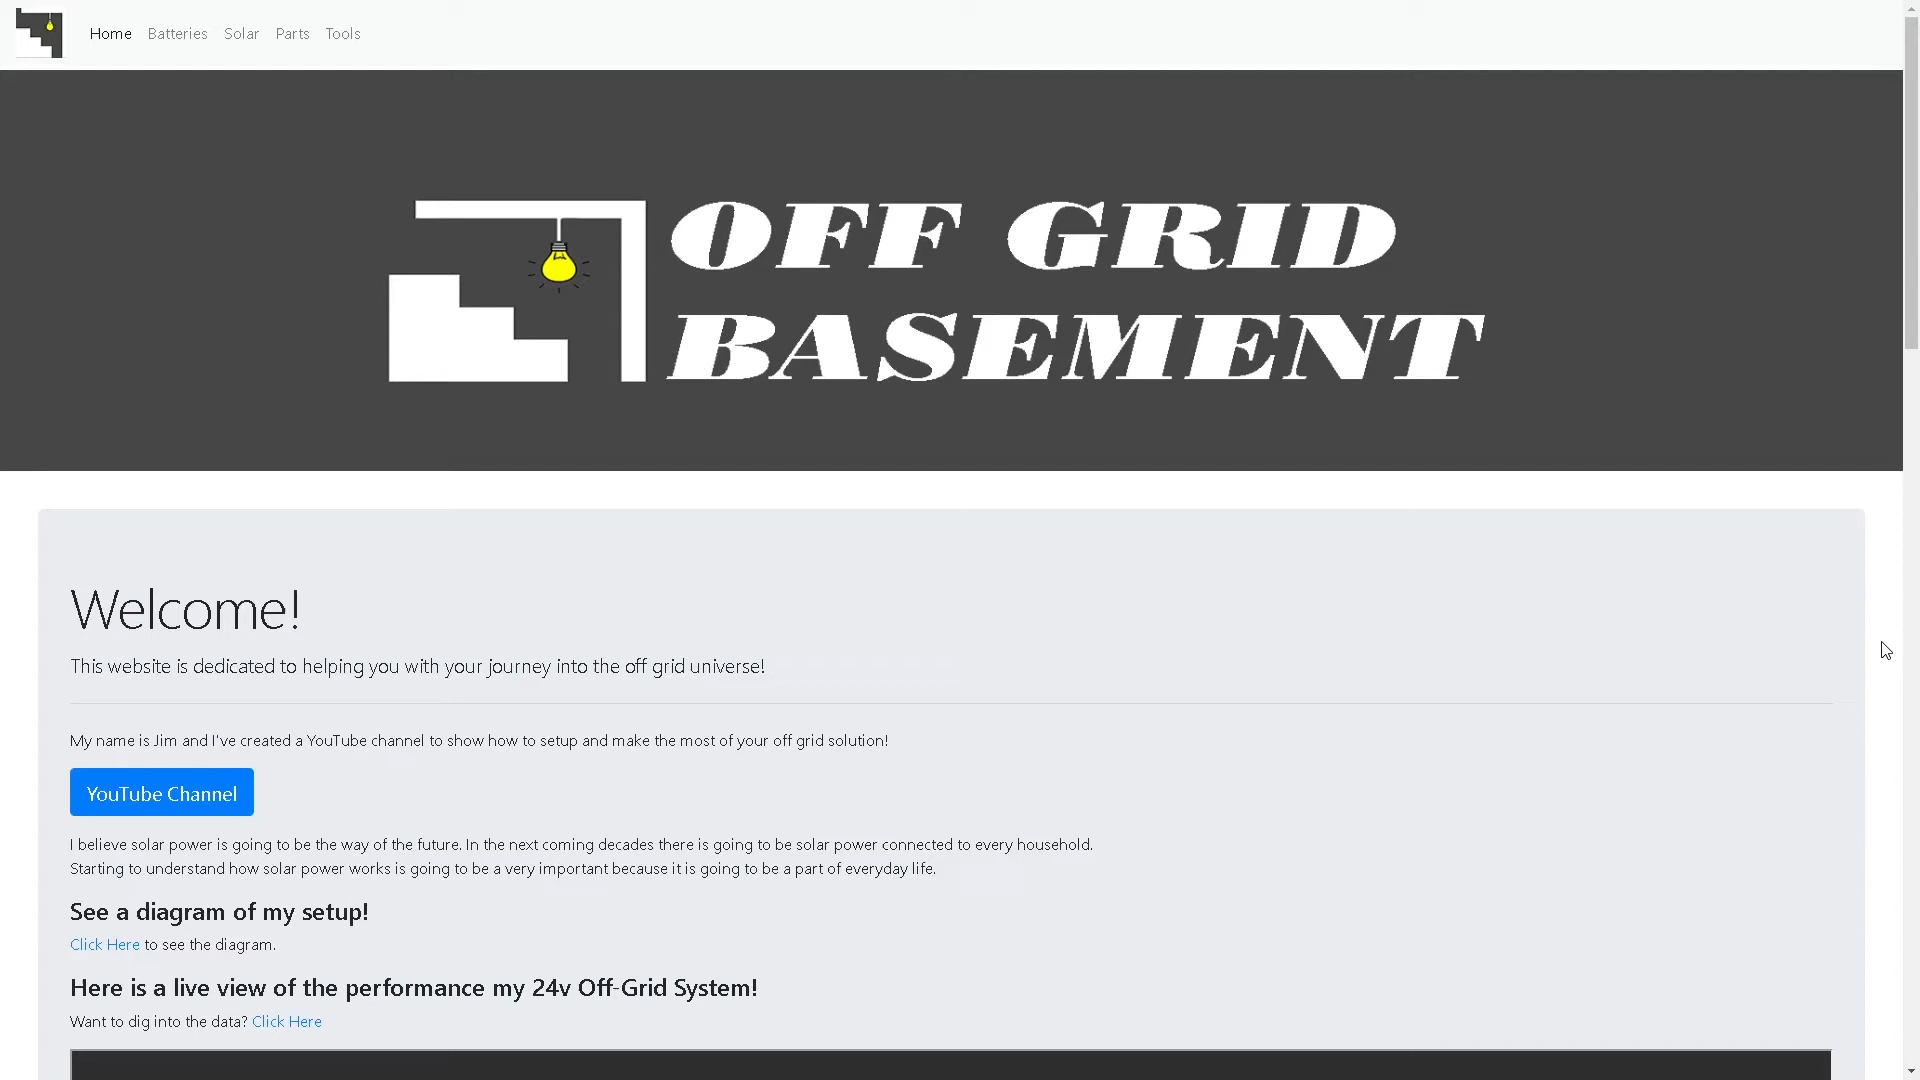 Home Batteries Solar Parts Tools
OFF GRID
BASEMENT
Welcome!
This website is dedicated to helping you with your journey into the off grid universe!
My name is Jim and I've created a YouTube channel to show how to setup and make the most of your off grid solution!
YouTube Channel
I believe solar power is going to be the way of the future. In the next coming decades there is going to be solar power connected to every household.
Starting to understand how solar power works is going to be a very important because it is going to be a part of everyday life.
See a diagram of my setup!
Click Here to see the diagram.
Here is a live view of the performance my 24v Off-Grid System!
Want to dig into the data? Click Here